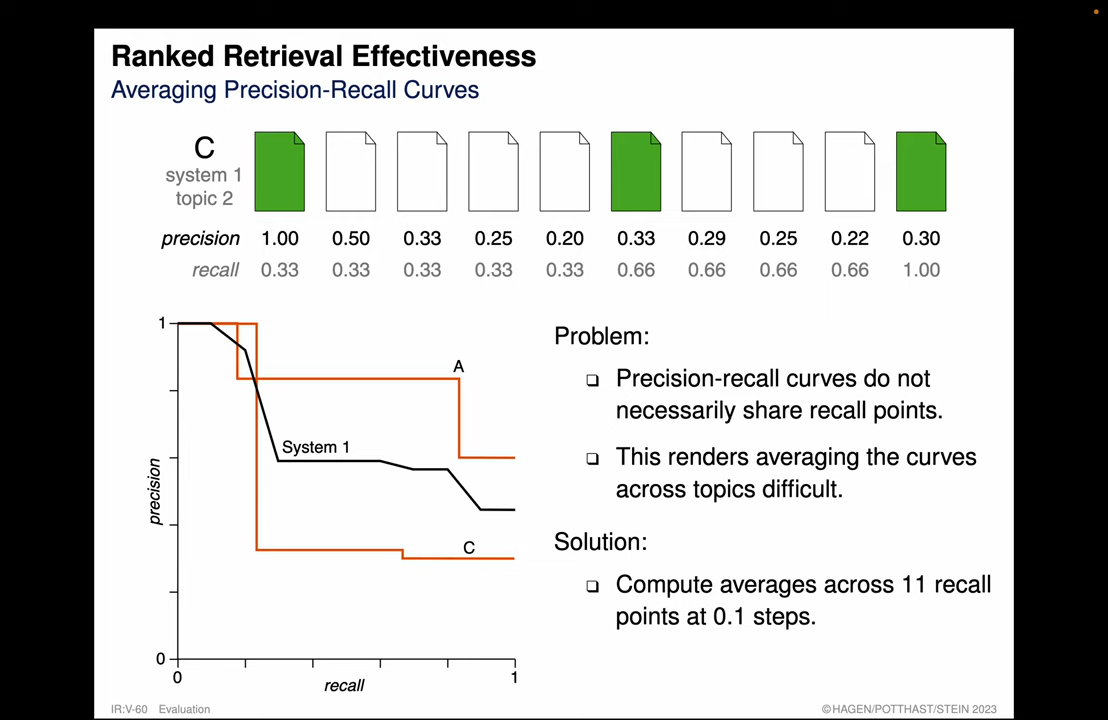 Ranked Retrieval Effectiveness
Averaging Precision-Recall Curves
C
system 1
topic 2
precision 1.00 0.50 0.33 0.25 0.20 0.33 0.29 0.25 0.22 0.30
recall 0.33 0.33 0.33 0.33 0.33 0.66 0.66 0.66 0.66 1.00
1
A
System 1
C
precision
0
0
recall
1
Problem:
❏ Precision-recall curves do not
necessarily share recall points.
❏ This renders averaging the curves
across topics difficult.
Solution:
❏ Compute averages across 11 recall
points at 0.1 steps.
IR:V-60 Evaluation
©HAGEN/POTTHAST/STEIN 2023